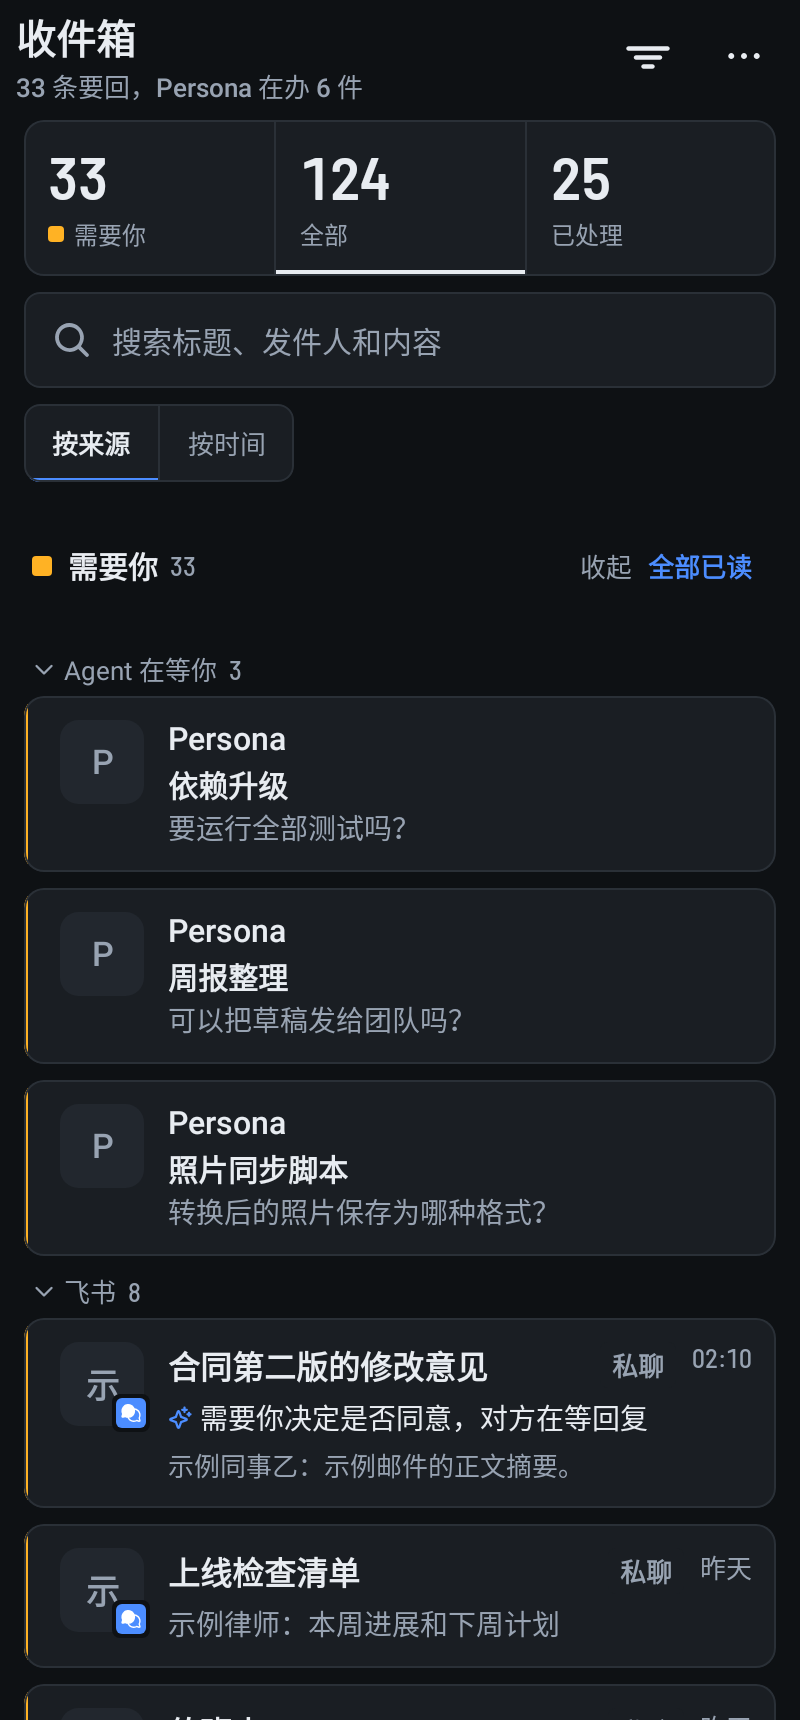 收件箱
33 条要回，Persona 在办 6 件
33
需要你
124
全部
25
已处理
搜索标题、发件人和内容
按来源
按时间
需要你 33
收起 全部已读
Agent 在等你 3
P
Persona
依赖升级
要运行全部测试吗？
P
Persona
周报整理
可以把草稿发给团队吗？
P
Persona
照片同步脚本
转换后的照片保存为哪种格式？
飞书 8
示
合同第二版的修改意见 私聊 02:10
需要你决定是否同意，对方在等回复
示例同事乙：示例邮件的正文摘要。
示
上线检查清单 私聊 昨天
示例律师：本周进展和下周计划